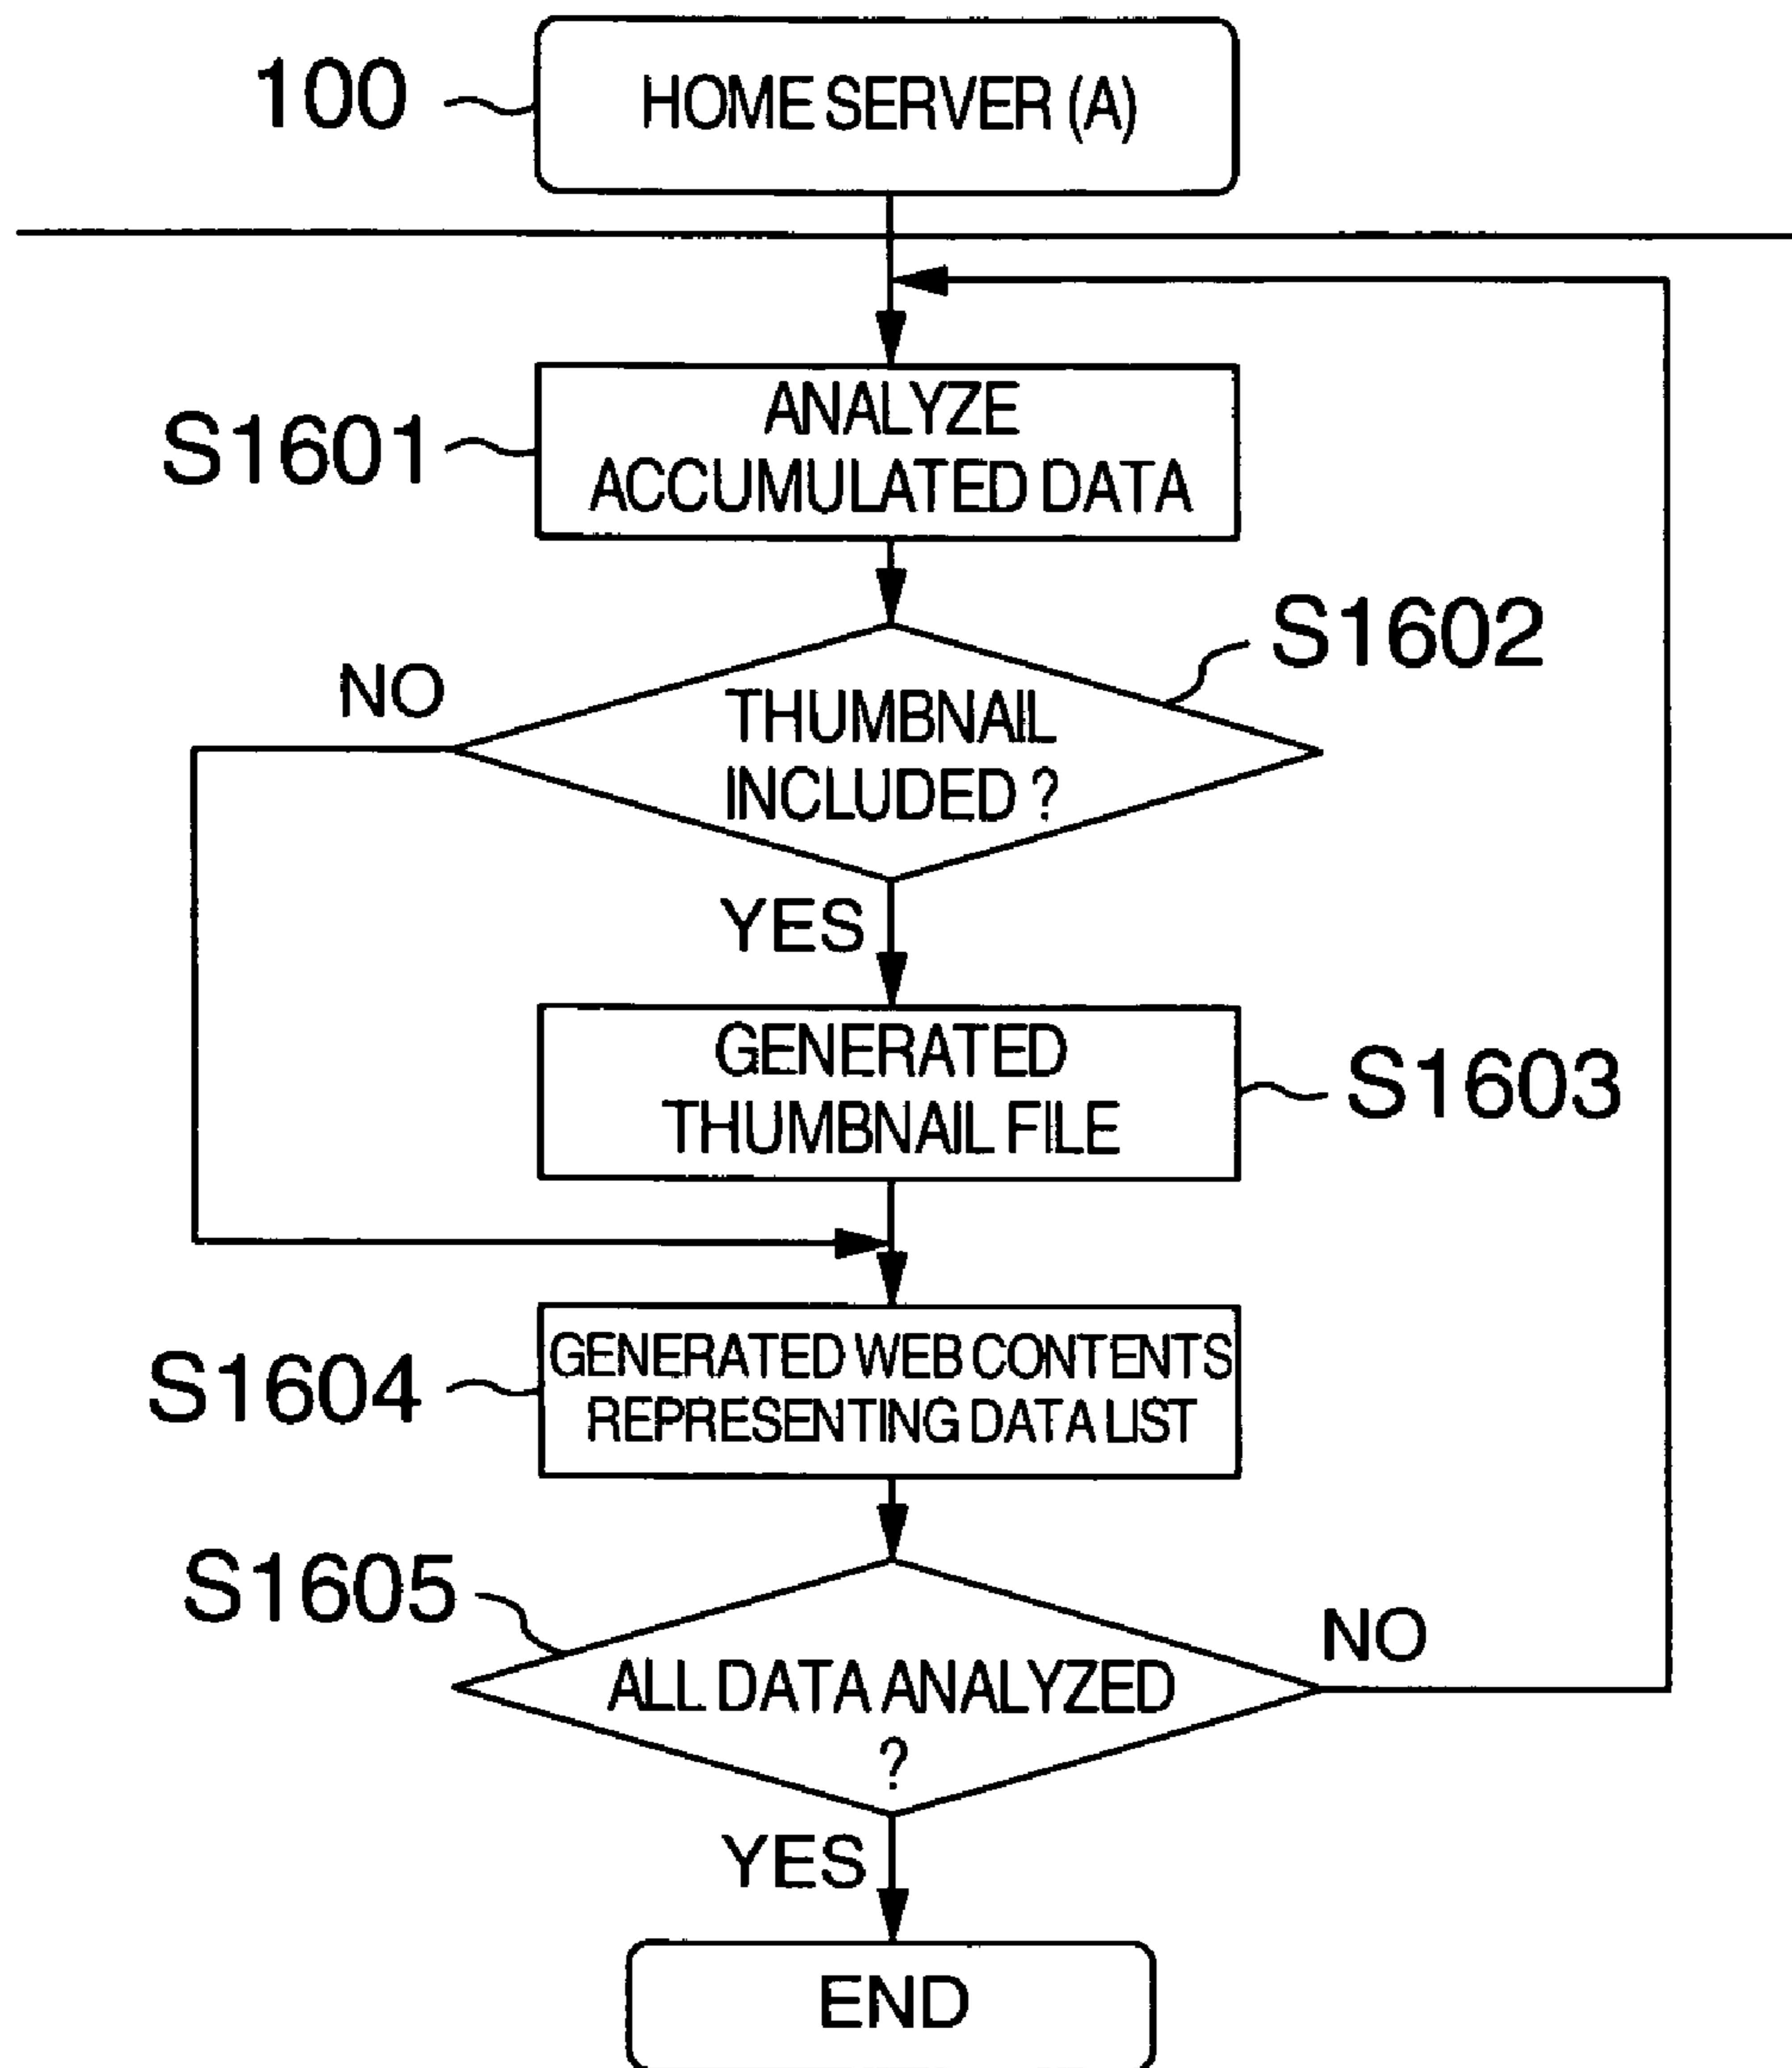 100
HOME SERVER (A)
S1601
ANALYZE
ACCUMULATED DATA
S1602
NO
THUMBNAIL
INCLUDED ?
YES
GENERATED
THUMBNAIL FILE
S1603
S1604
GENERATED WEB CONTENTS
REPRESENTING DATA LIST
S1605
NO
ALL DATA ANALYZED
?
YES
END